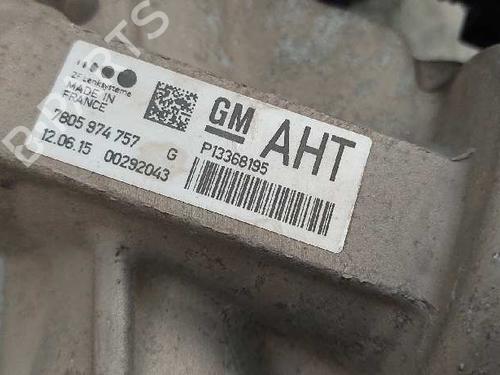 ZF Lenksysteme
MADE IN
FRANCE
GM
AHT
7805 974 757
G
P13368195
12.06.15
00292043